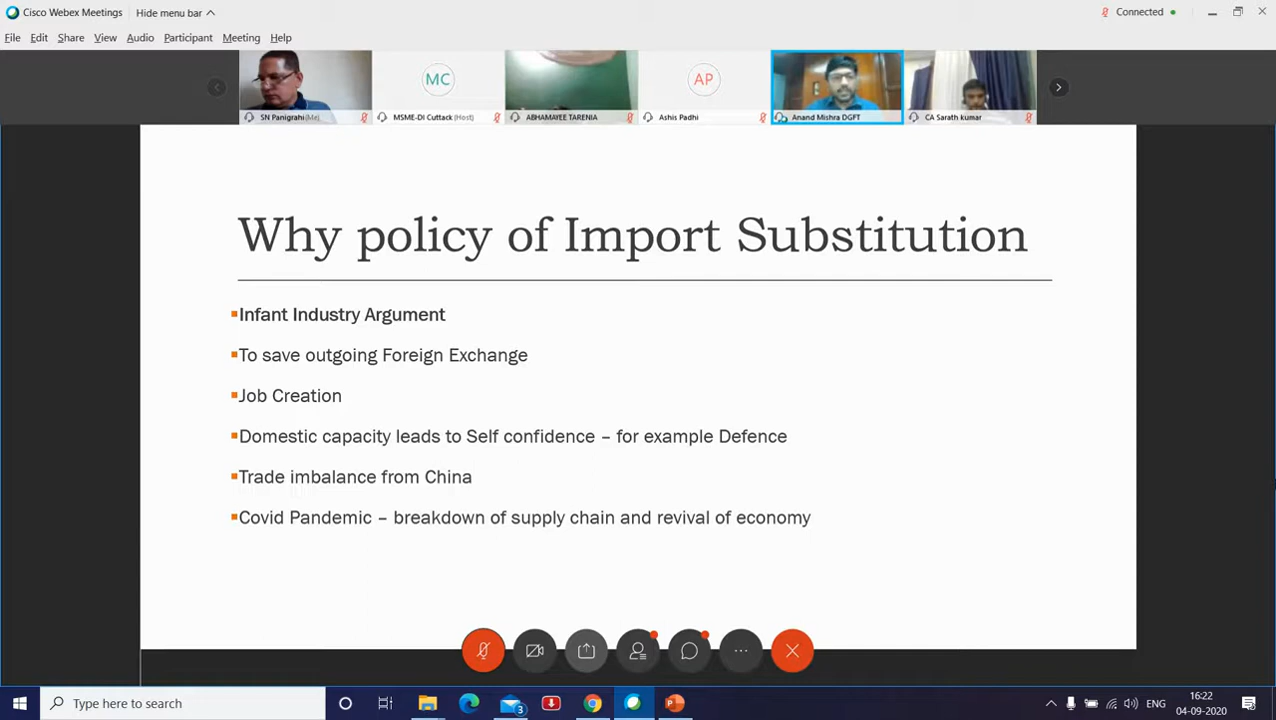 Cisco Webex Meetings
Hide menu bar
Connected
File Edit Share View Audio Participant Meeting Help
MC
AP
SN Panigrahi (Me)
MSME-DI Cuttack (Host)
ABHAMAYEE TARENIA
Ashis Padhi
Anand Mishra DGFT
CA Sarath kumar
Why policy of Import Substitution
Infant Industry Argument
To save outgoing Foreign Exchange
Job Creation
Domestic capacity leads to Self confidence – for example Defence
Trade imbalance from China
Covid Pandemic – breakdown of supply chain and revival of economy
Type here to search
3
ENG
16:22
04-09-2020